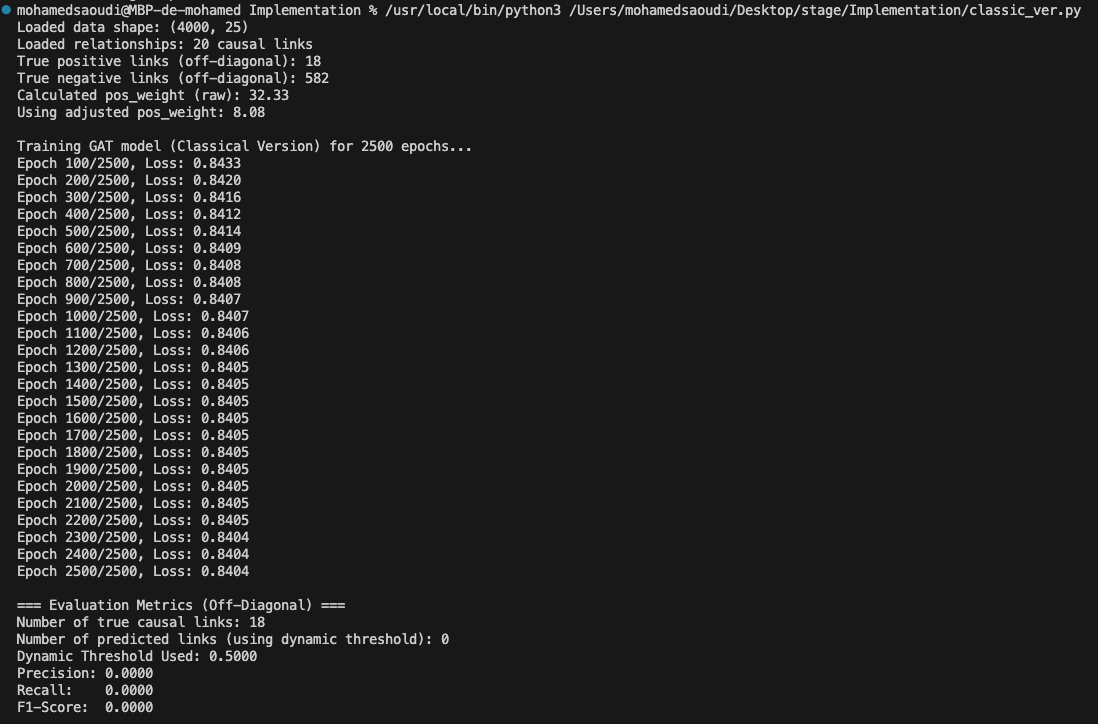 mohamedsaoudi@MBP-de-mohamed Implementation % /usr/local/bin/python3 /Users/mohamedsaoudi/Desktop/stage/Implementation/classic_ver.py
Loaded data shape: (4000, 25)
Loaded relationships: 20 causal links
True positive links (off-diagonal): 18
True negative links (off-diagonal): 582
Calculated pos_weight (raw): 32.33
Using adjusted pos_weight: 8.08
Training GAT model (Classical Version) for 2500 epochs...
Epoch 100/2500, Loss: 0.8433
Epoch 200/2500, Loss: 0.8420
Epoch 300/2500, Loss: 0.8416
Epoch 400/2500, Loss: 0.8412
Epoch 500/2500, Loss: 0.8414
Epoch 600/2500, Loss: 0.8409
Epoch 700/2500, Loss: 0.8408
Epoch 800/2500, Loss: 0.8408
Epoch 900/2500, Loss: 0.8407
Epoch 1000/2500, Loss: 0.8407
Epoch 1100/2500, Loss: 0.8406
Epoch 1200/2500, Loss: 0.8406
Epoch 1300/2500, Loss: 0.8405
Epoch 1400/2500, Loss: 0.8405
Epoch 1500/2500, Loss: 0.8405
Epoch 1600/2500, Loss: 0.8405
Epoch 1700/2500, Loss: 0.8405
Epoch 1800/2500, Loss: 0.8405
Epoch 1900/2500, Loss: 0.8405
Epoch 2000/2500, Loss: 0.8405
Epoch 2100/2500, Loss: 0.8405
Epoch 2200/2500, Loss: 0.8405
Epoch 2300/2500, Loss: 0.8404
Epoch 2400/2500, Loss: 0.8404
Epoch 2500/2500, Loss: 0.8404
=== Evaluation Metrics (Off-Diagonal) ===
Number of true causal links: 18
Number of predicted links (using dynamic threshold): 0
Dynamic Threshold Used: 0.5000
Precision: 0.0000
Recall:    0.0000
F1-Score:  0.0000